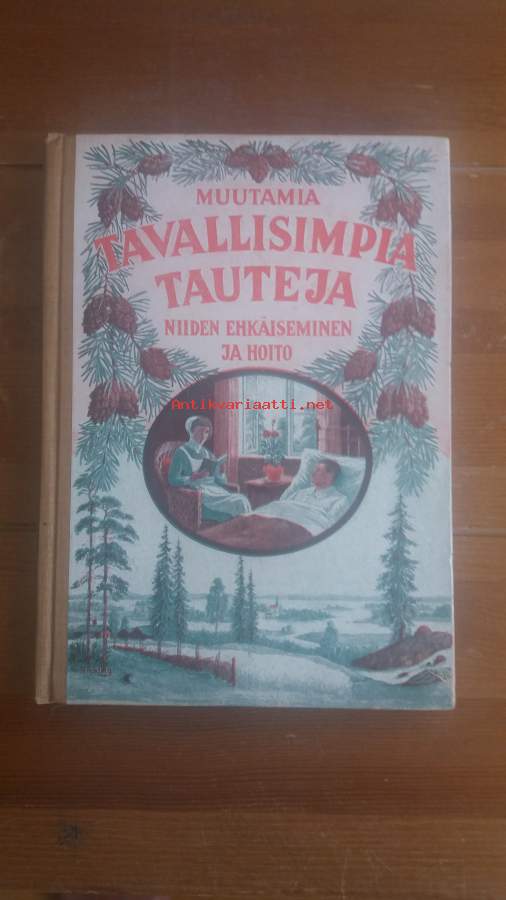 MUUTAMIA
TAVALLISIMPIA
TAUTEJA
NIIDEN EHKÄISEMINEN
JA HOITO
Antikvariaatti.net